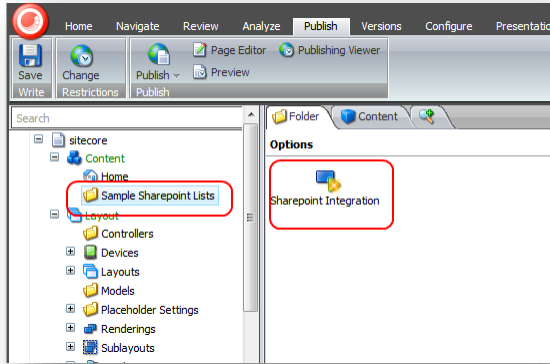 Home Navigate Review Analyze Publish Versions Configure Presentatio
Save
Write
Change
Restrictions
Publish
Page Editor Publishing Viewer
Preview
Publish
Search
sitecore
Content
Home
Sample Sharepoint Lists
Layout
Controllers
Devices
Layouts
Models
Placeholder Settings
Renderings
Sublayouts
Folder Content
Options
Sharepoint Integration